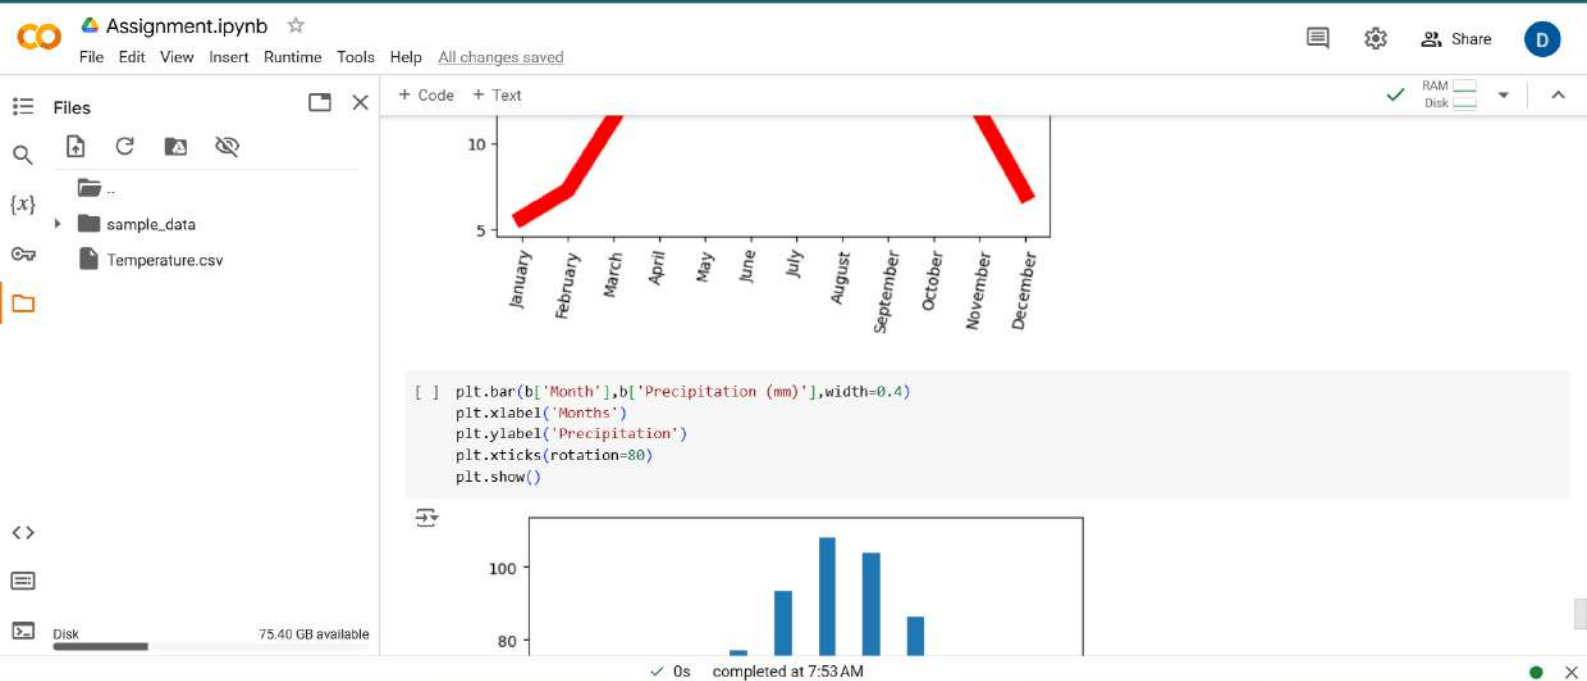 Assignment.ipynb
File Edit View Insert Runtime Tools Help All changes saved
Share
D
Files
+ Code + Text
RAM
Disk
..
{x}
sample_data
Temperature.csv
10
5
January
February
March
April
May
June
July
August
September
October
November
December
[ ] plt.bar(b['Month'],b['Precipitation (mm)'],width=0.4)
plt.xlabel('Months')
plt.ylabel('Precipitation')
plt.xticks(rotation=80)
plt.show()
100
80
Disk 75.40 GB available
0s completed at 7:53 AM